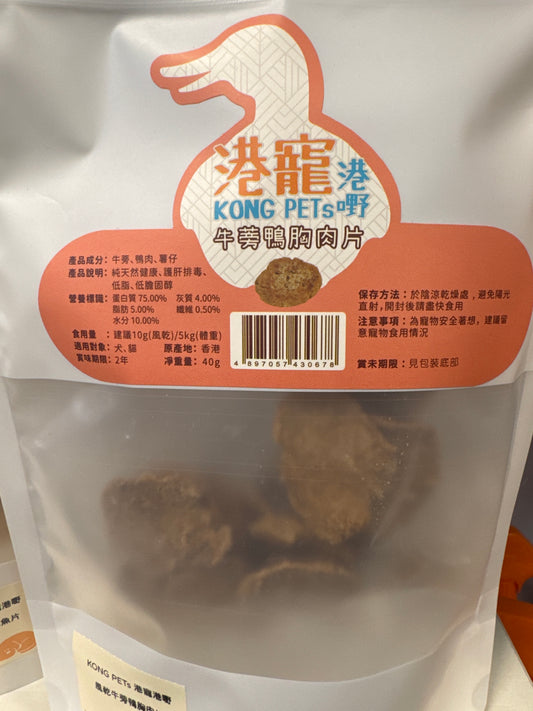 港寵港嘢
KONG PETs
牛蒡鴨胸肉片
產品成分：牛蒡、鴨肉、薯仔
產品說明：純天然健康、護肝排毒、
低脂、低膽固醇
營養標識：蛋白質 75.00% 灰質 4.00%
脂肪 5.00% 纖維 0.50%
水分 10.00%
食用量：建議10g(風乾)/5kg(體重)
適用對象：犬、貓 原產地：香港
賞味期限：2年 淨重量：40g
4 897057 430678
保存方法：於陰涼乾燥處，避免陽光
直射，開封後請盡快食用
注意事項：為寵物安全著想，建議留
意寵物食用情況
賞未期限：見包裝底部
KONG PETs 港寵港嘢
風乾牛蒡鴨胸肉
港嘢
魚片